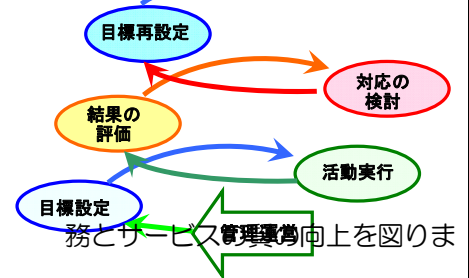 目標再設定
対応の
検討
結果の
評価
活動実行
目標設定
管理運営
務とサービスの
向上を図りま